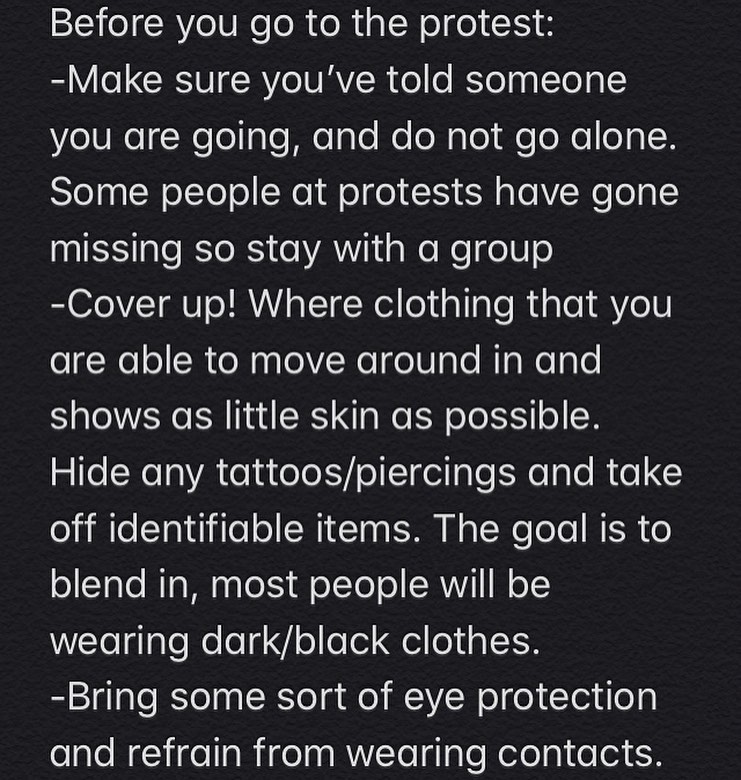 Before you go to the protest:
-Make sure you’ve told someone
you are going, and do not go alone.
Some people at protests have gone
missing so stay with a group
-Cover up! Where clothing that you
are able to move around in and
shows as little skin as possible.
Hide any tattoos/piercings and take
off identifiable items. The goal is to
blend in, most people will be
wearing dark/black clothes.
-Bring some sort of eye protection
and refrain from wearing contacts.